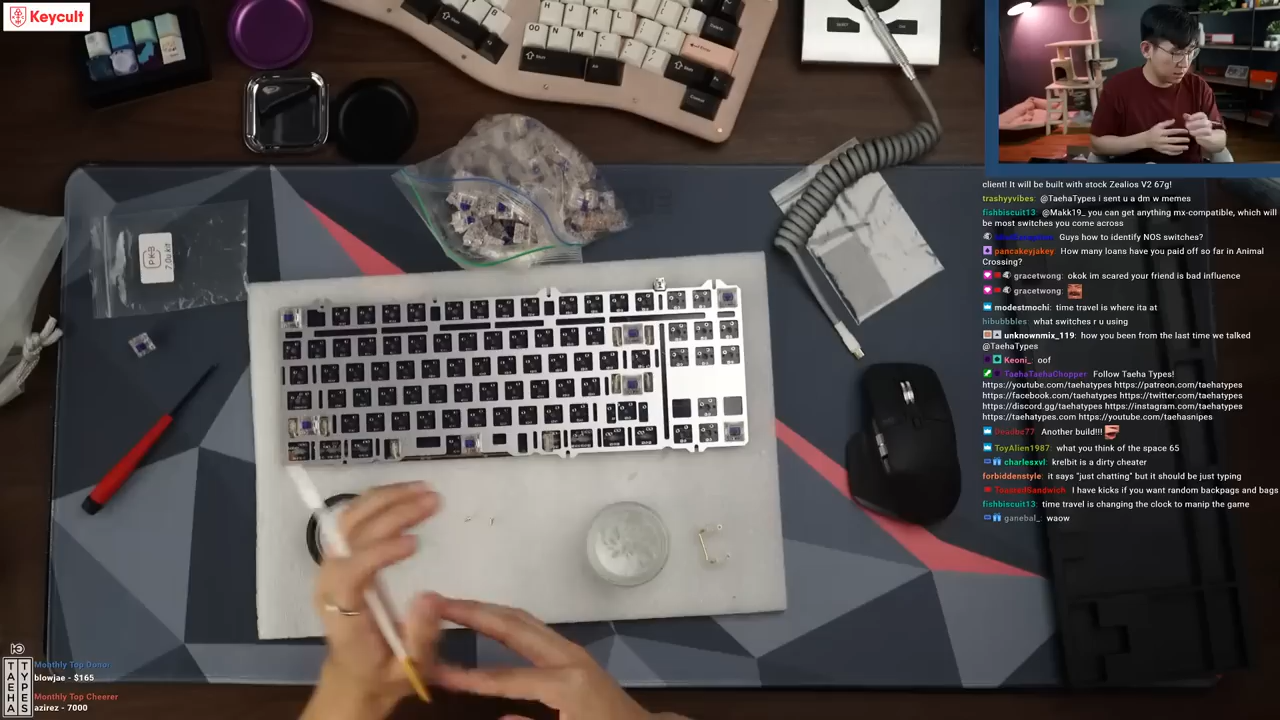 Keycult
client! It will be built with stock Zealios V2 67g!
trashyvibes: @TaehaTypes i sent u a dm w memes
fishbiscuit13: @Makk19_ you can get anything mx-compatible, which will
be most switches you come across
Guys how to identify NOS switches?
pancakeyjakey: How many loans have you paid off so far in Animal
Crossing?
gracetwong: okok im scared your friend is bad influence
gracetwong:
modestmochi: time travel is where ita at
hibubbbles: what switches r u using
unknownmix_119: how you been from the last time we talked
@TaehaTypes
Keoni_: oof
TaehaTaehaChopper: Follow Taeha Types!
https://youtube.com/taehatypes https://patreon.com/taehatypes
https://facebook.com/taehatypes https://twitter.com/taehatypes
https://discord.gg/taehatypes https://instagram.com/taehatypes
https://taehatypes.com https://youtube.com/taehasnipes
Deadbc77 Another build!!!
ToyAlien1987: what you think of the space 65
charlesxvl: krelbit is a dirty cheater
forbiddenstyle: it says "just chatting" but it should be just typing
I have kicks if you want random backpags and bags
fishbiscuit13: time travel is changing the clock to manip the game
ganebal_: waow
TAEHA
TYPES
Monthly Top Donor
blowjae - $165
Monthly Top Cheerer
azirez - 7000